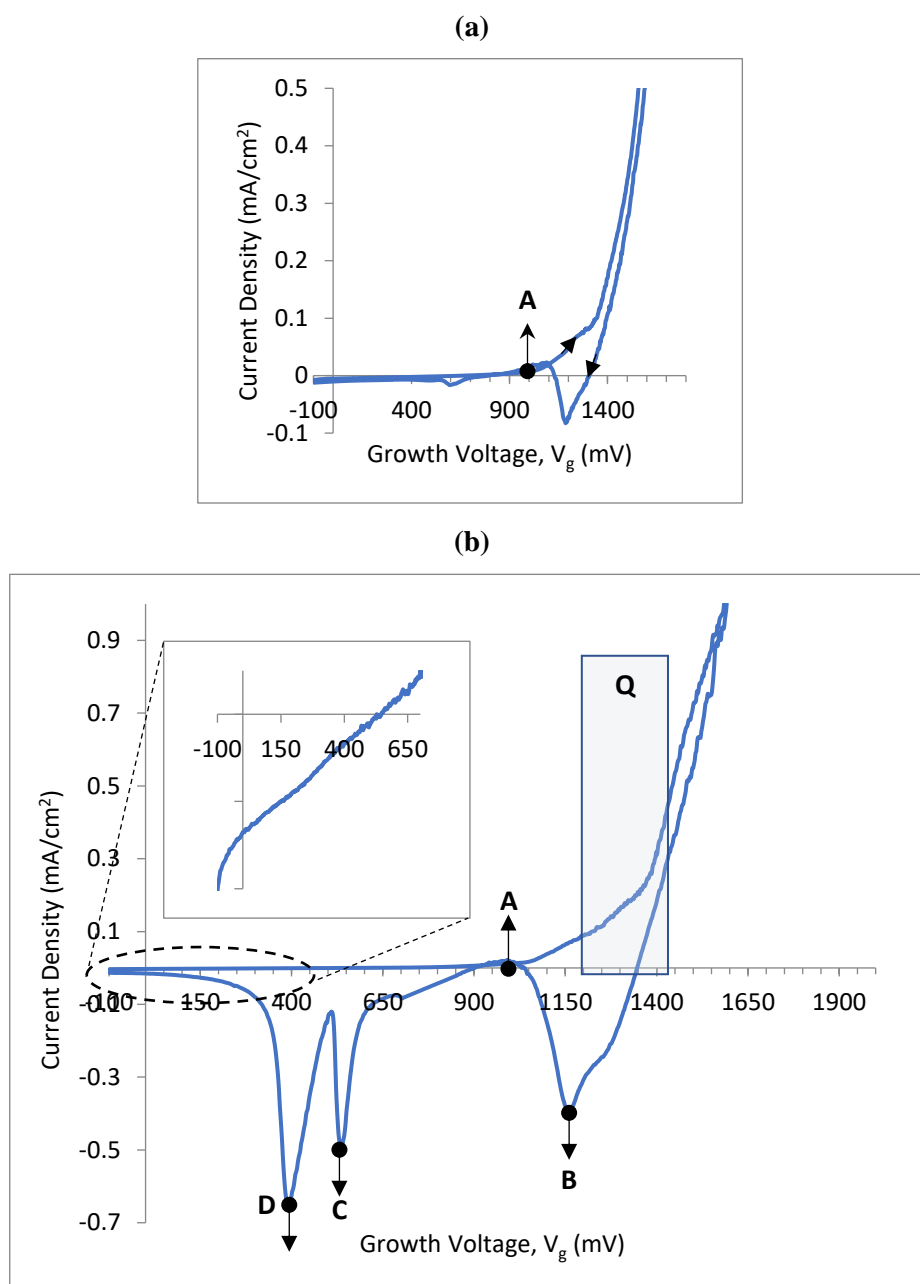 (a)
0.5
0.4
0.3
0.2
0.1
0
-0.1
Current Density (mA/cm²)
A
-100 400 900 1400
Growth Voltage, Vg (mV)
(b)
0.9
0.7
0.5
0.3
0.1
-0.1
-0.3
-0.5
-0.7
Current Density (mA/cm²)
-100 150 400 650
Q
A
-100 150 400 650 900 1150 1400 1650 1900
B
C
D
Growth Voltage, Vg (mV)